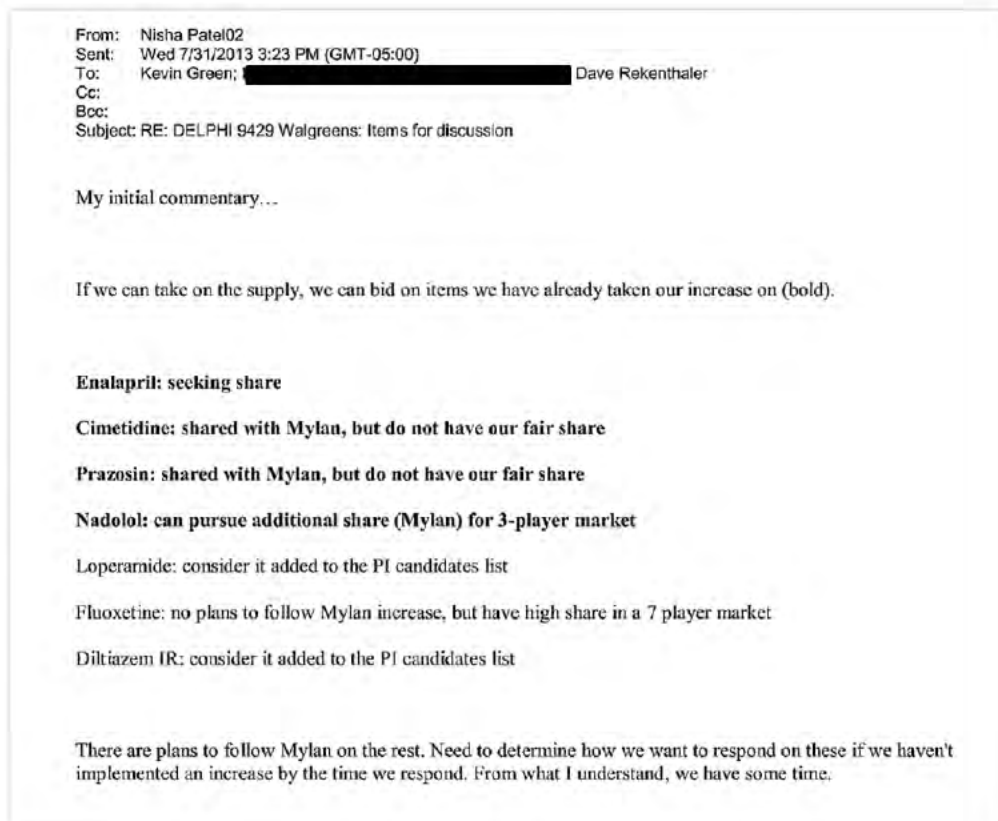 From: Nisha Patel02
Sent: Wed 7/31/2013 3:23 PM (GMT-05:00)
To: Kevin Green; Dave Rekenthaler
Cc:
Bcc:
Subject: RE: DELPHI 9429 Walgreens: Items for discussion
My initial commentary…
If we can take on the supply, we can bid on items we have already taken our increase on (bold).
Enalapril: seeking share
Cimetidine: shared with Mylan, but do not have our fair share
Prazosin: shared with Mylan, but do not have our fair share
Nadolol: can pursue additional share (Mylan) for 3-player market
Loperamide: consider it added to the PI candidates list
Fluoxetine: no plans to follow Mylan increase, but have high share in a 7 player market
Diltiazem IR: consider it added to the PI candidates list
There are plans to follow Mylan on the rest. Need to determine how we want to respond on these if we haven't
implemented an increase by the time we respond. From what I understand, we have some time.